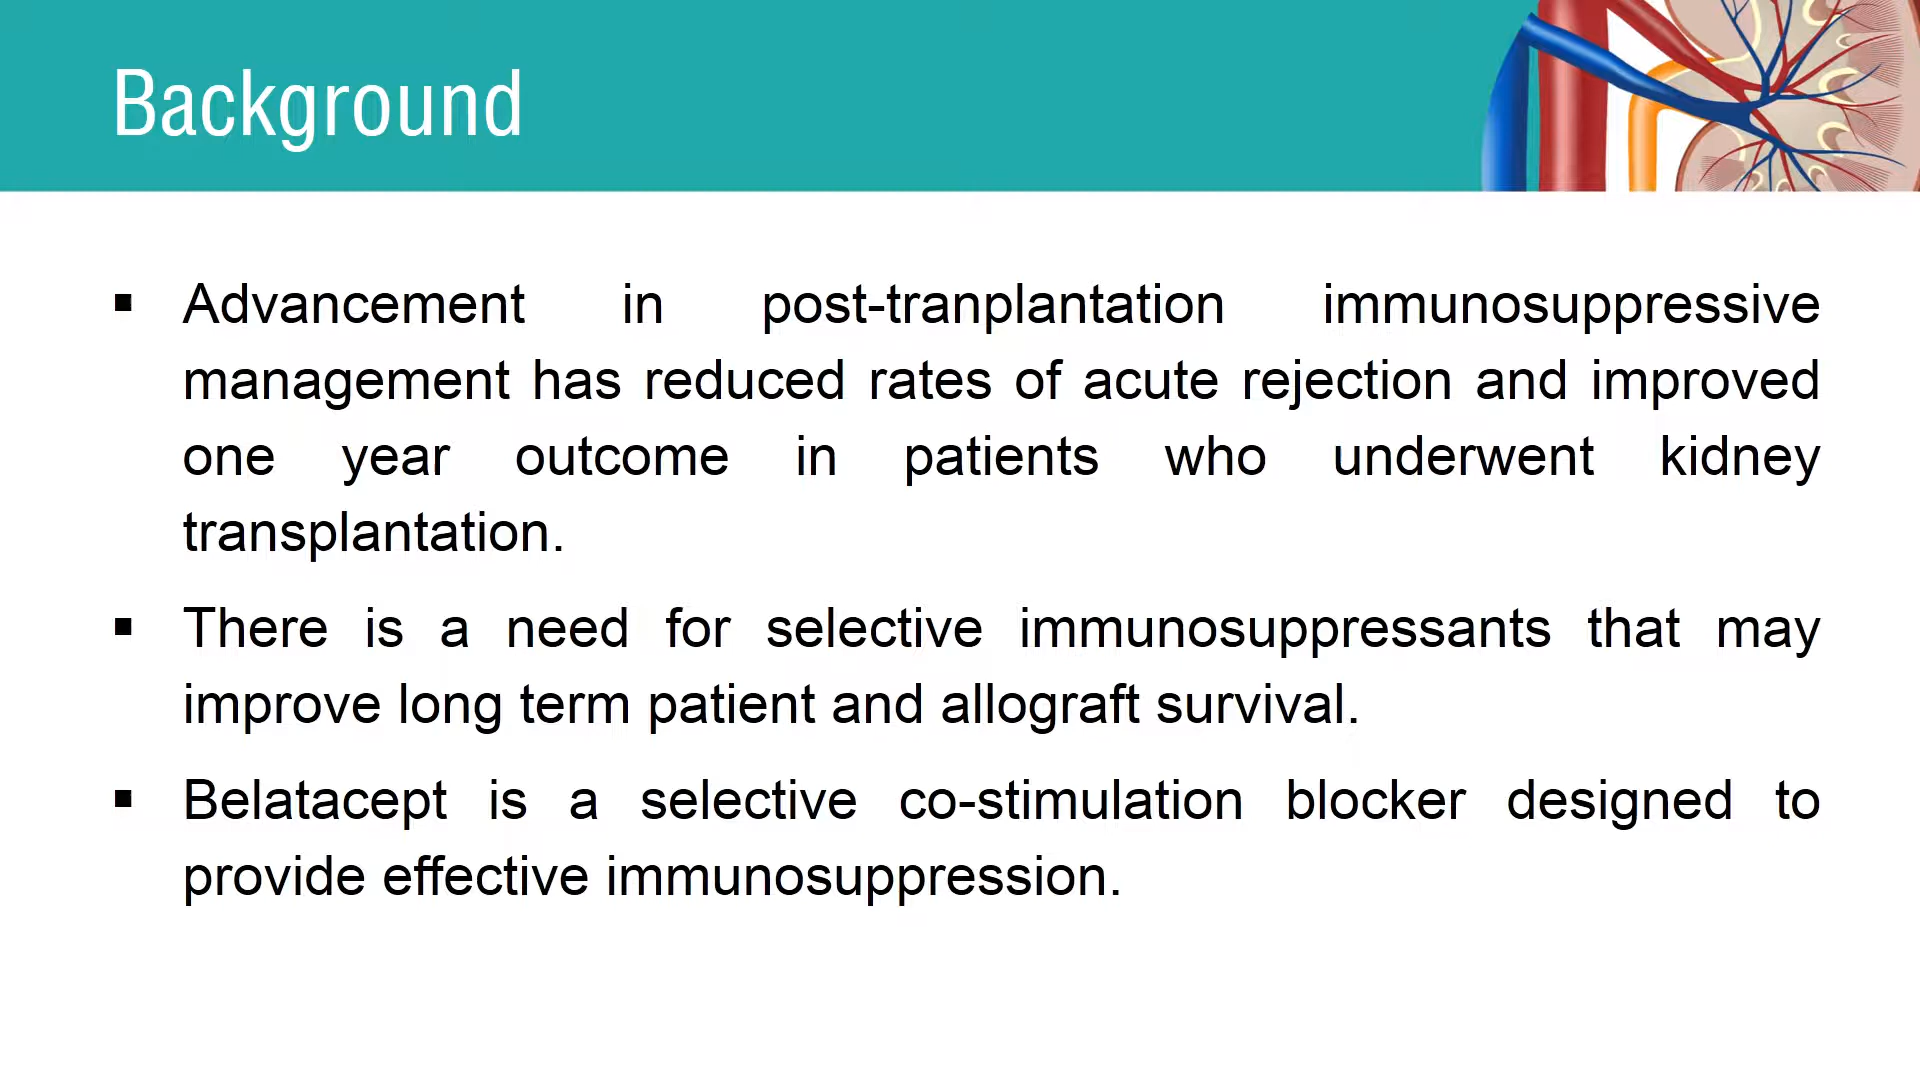 Background
▪ Advancement in post-tranplantation immunosuppressive
management has reduced rates of acute rejection and improved
one year outcome in patients who underwent kidney
transplantation.
▪ There is a need for selective immunosuppressants that may
improve long term patient and allograft survival.
▪ Belatacept is a selective co-stimulation blocker designed to
provide effective immunosuppression.